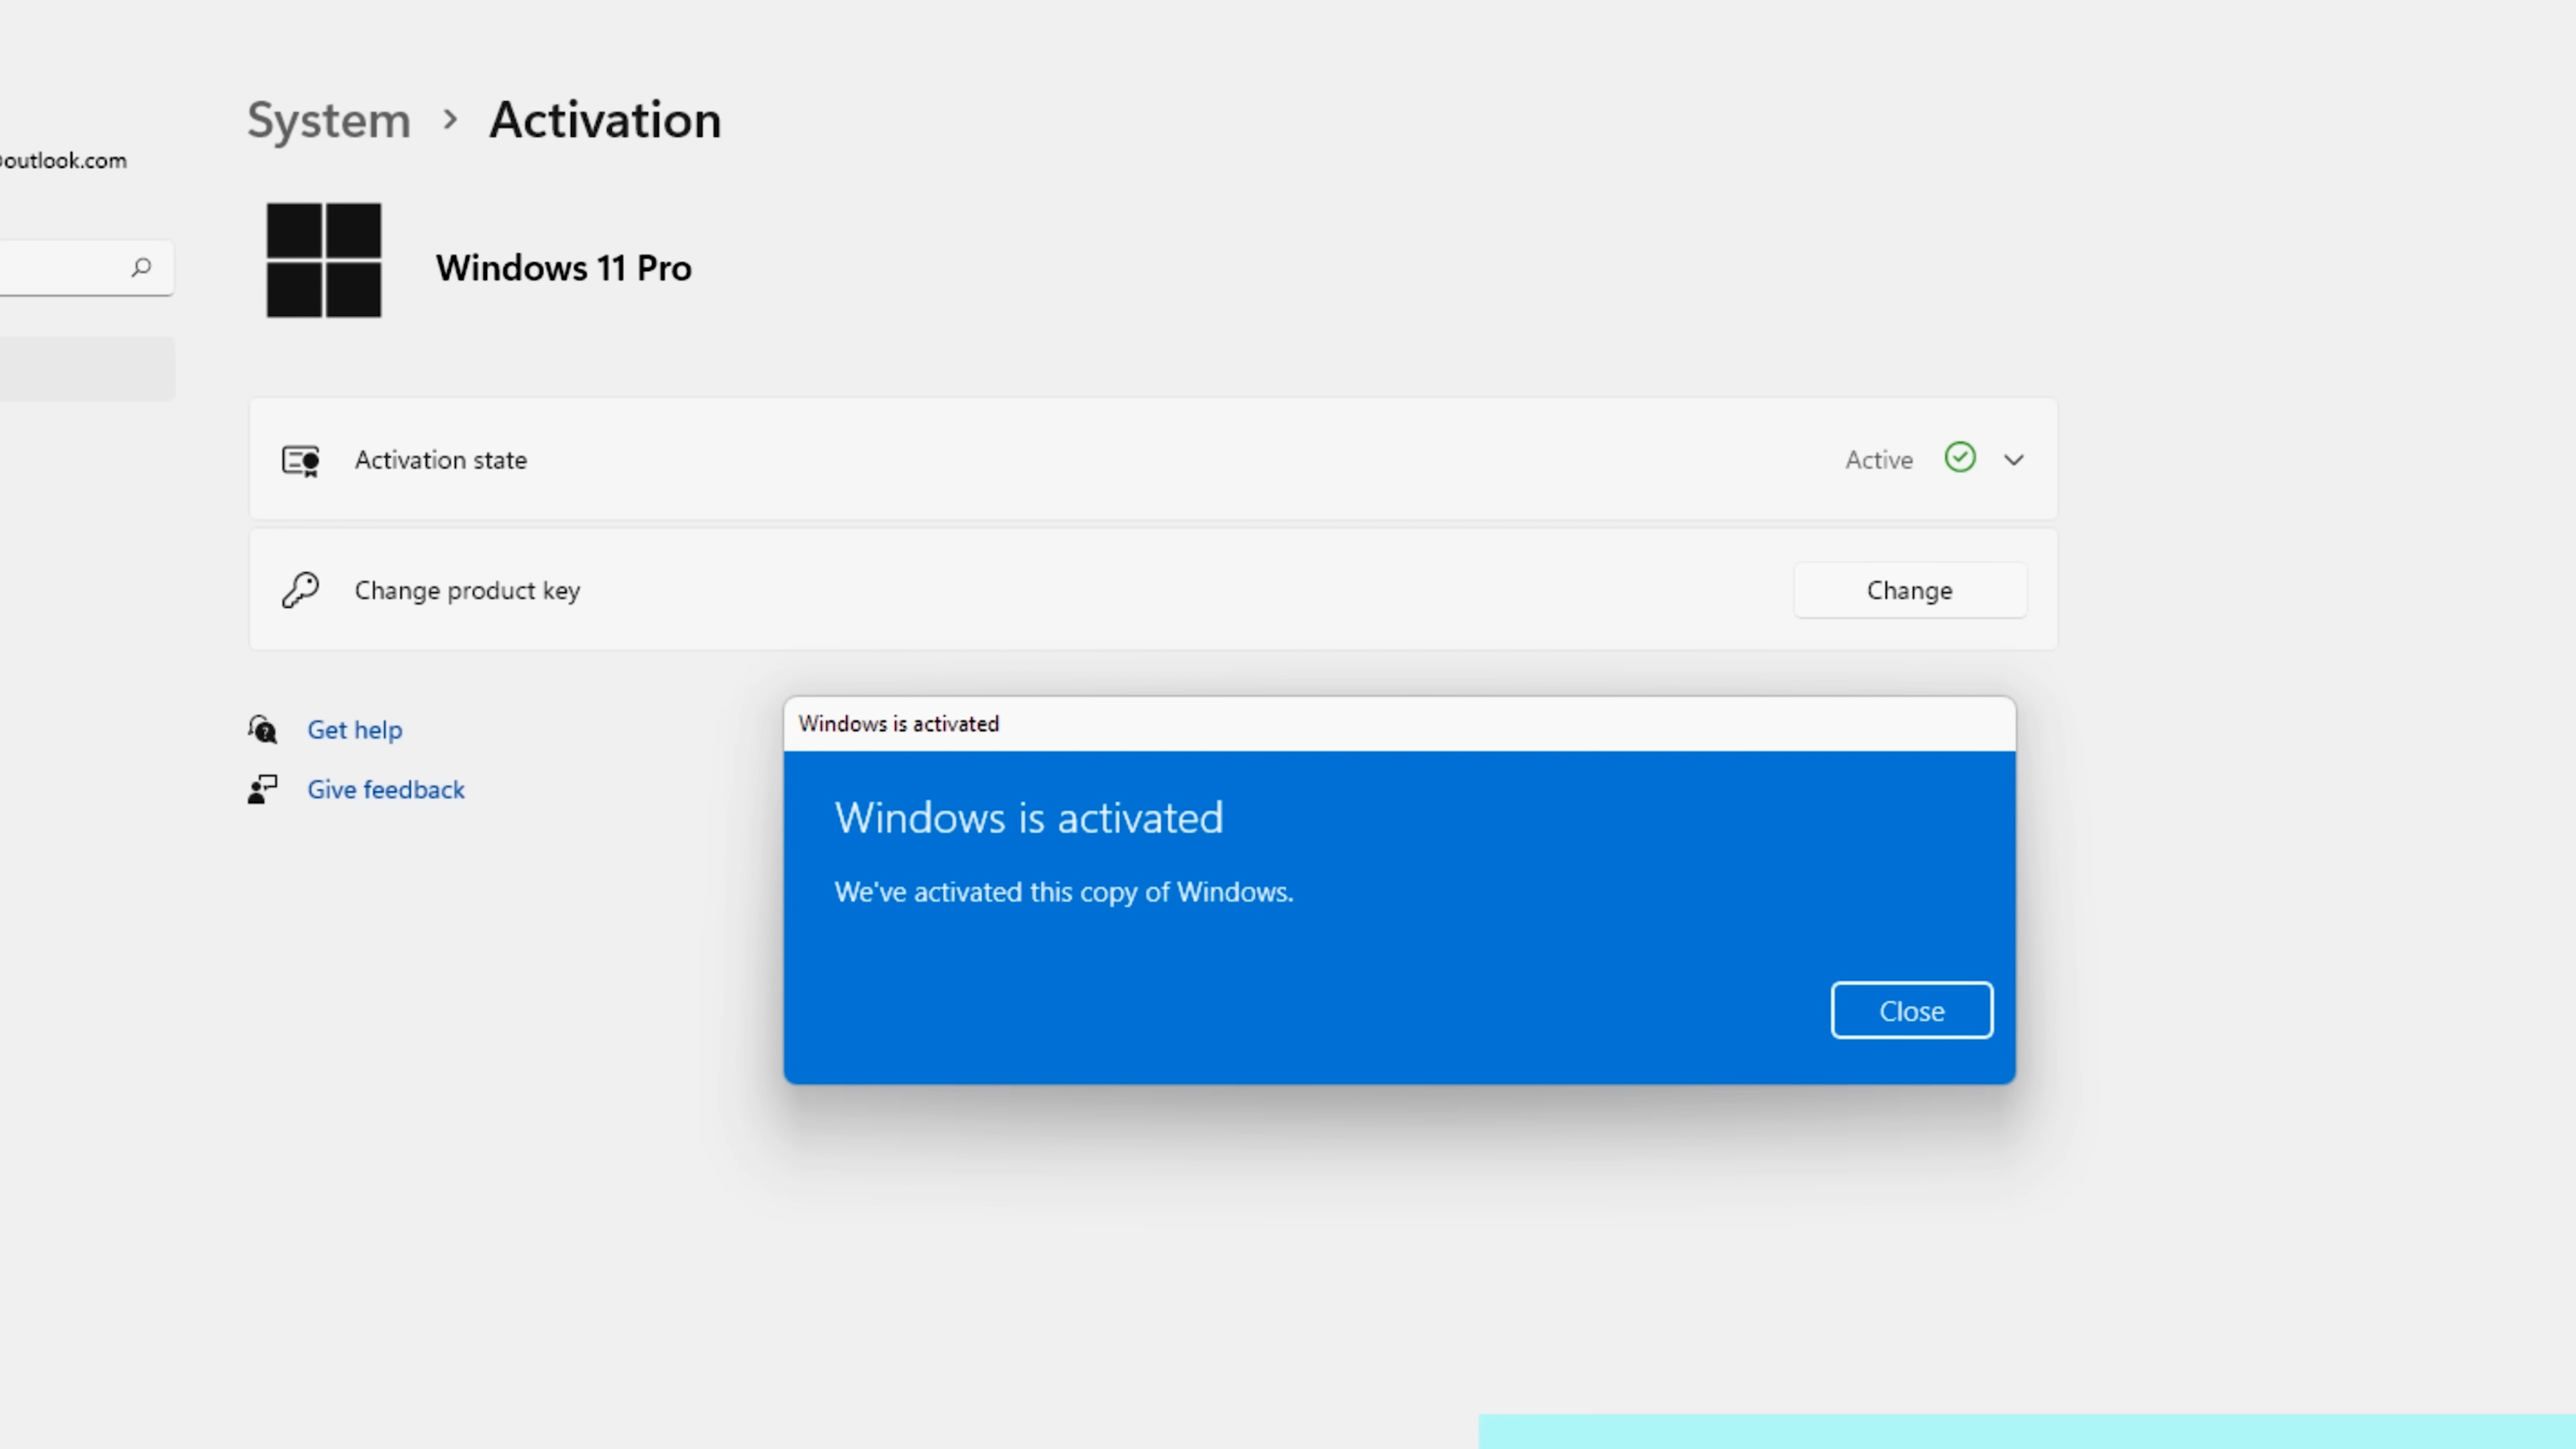 System > Activation
outlook.com
Windows 11 Pro
Activation state
Active
Change product key
Change
Get help
Give feedback
Windows is activated
Windows is activated
We've activated this copy of Windows.
Close